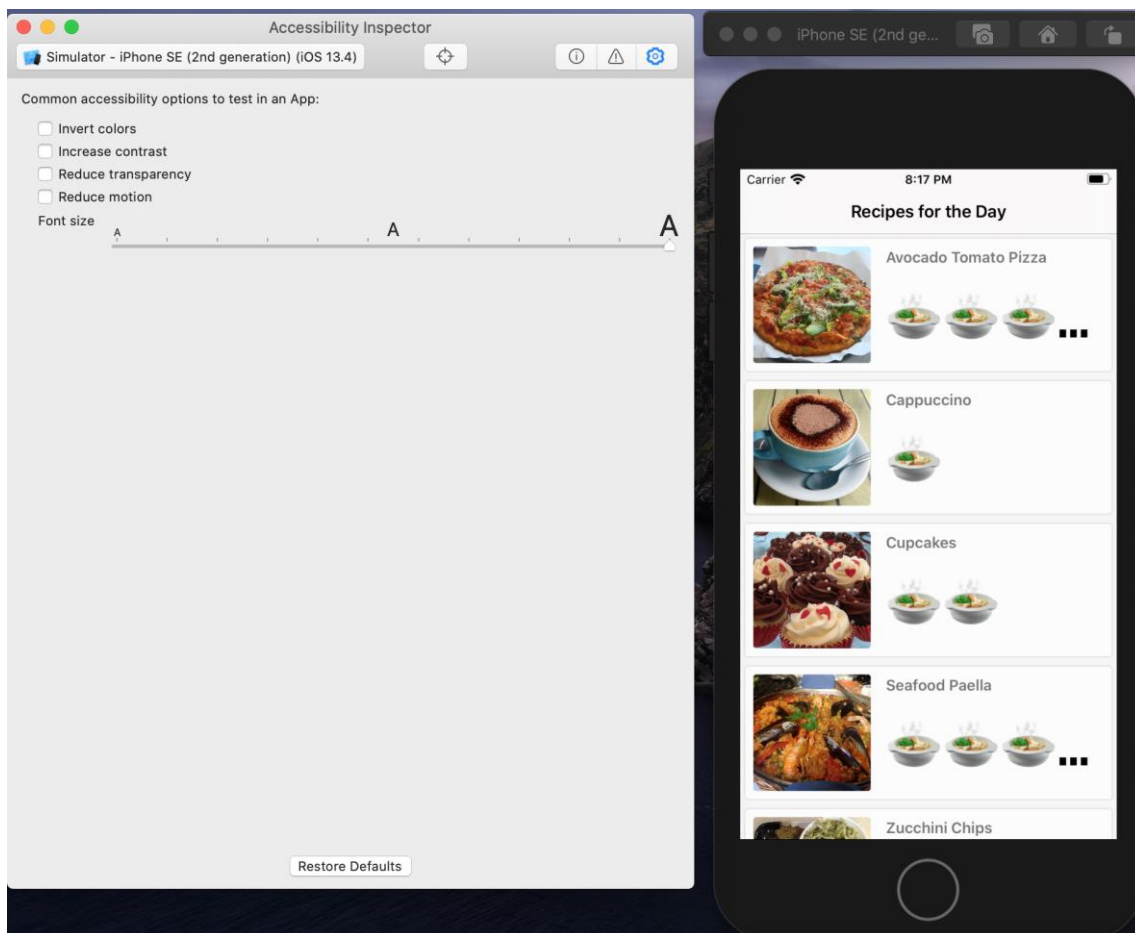 Accessibility Inspector
Simulator - iPhone SE (2nd generation) (iOS 13.4)
Common accessibility options to test in an App:
Invert colors
Increase contrast
Reduce transparency
Reduce motion
Font size
A A A
Restore Defaults
iPhone SE (2nd ge...
Carrier 8:17 PM
Recipes for the Day
Avocado Tomato Pizza
...
Cappuccino
Cupcakes
Seafood Paella
...
Zucchini Chips